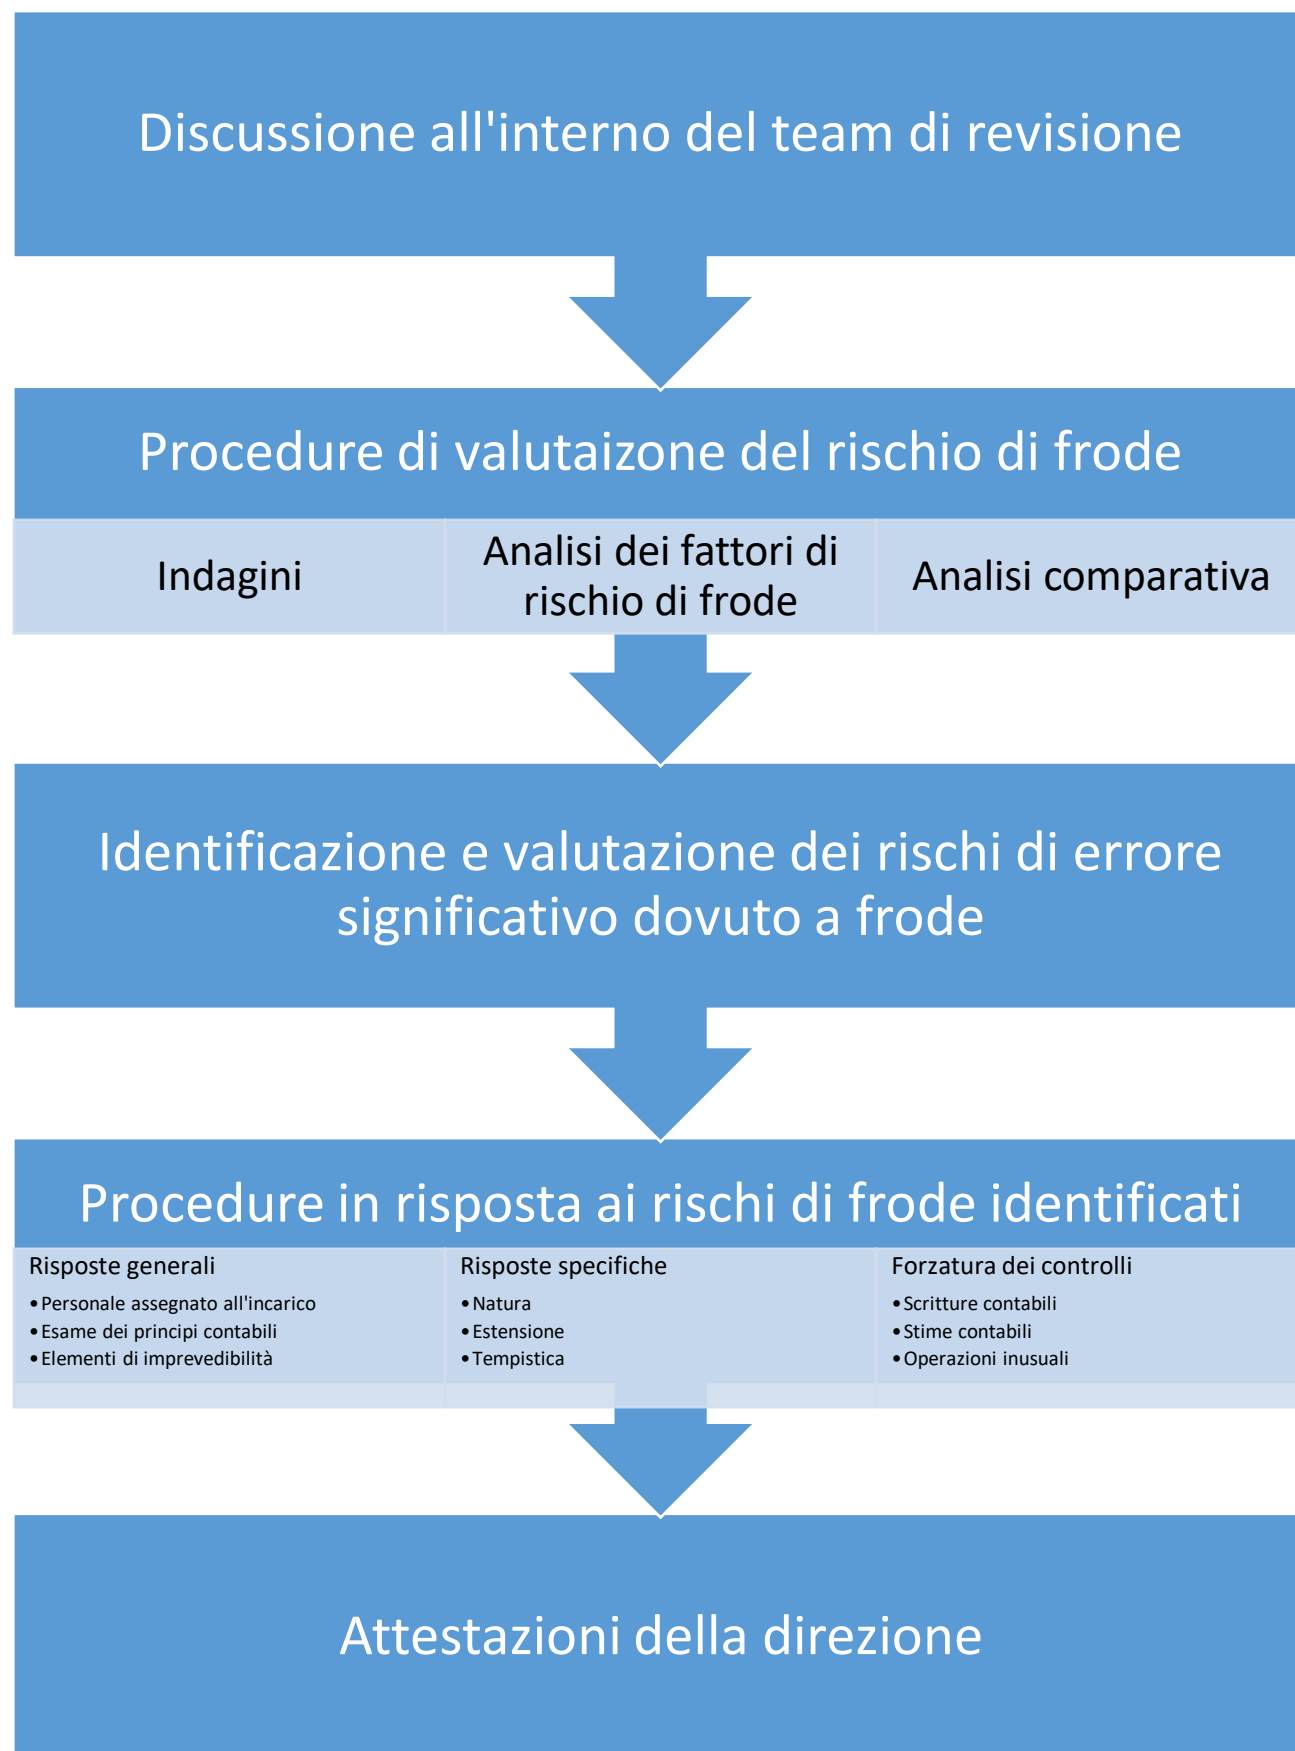 Discussione all'interno del team di revisione
Procedure di valutaizone del rischio di frode
Indagini
Analisi dei fattori di
rischio di frode
Analisi comparativa
Identificazione e valutazione dei rischi di errore
significativo dovuto a frode
Procedure in risposta ai rischi di frode identificati
Risposte generali
•Personale assegnato all'incarico
•Esame dei principi contabili
•Elementi di imprevedibilità
Risposte specifiche
•Natura
•Estensione
•Tempistica
Forzatura dei controlli
•Scritture contabili
•Stime contabili
•Operazioni inusuali
Attestazioni della direzione